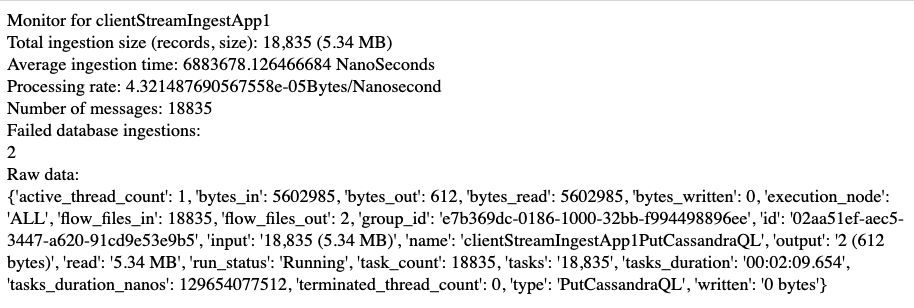 Monitor for clientStreamIngestApp1
Total ingestion size (records, size): 18,835 (5.34 MB)
Average ingestion time: 6883678.126466684 NanoSeconds
Processing rate: 4.321487690567558e-05Bytes/Nanosecond
Number of messages: 18835
Failed database ingestions:
2
Raw data:
{'active_thread_count': 1, 'bytes_in': 5602985, 'bytes_out': 612, 'bytes_read': 5602985, 'bytes_written': 0, 'execution_node':
'ALL', 'flow_files_in': 18835, 'flow_files_out': 2, 'group_id': 'e7b369dc-0186-1000-32bb-f994498896ee', 'id': '02aa51ef-aec5-
3447-a620-91cd9e53e9b5', 'input': '18,835 (5.34 MB)', 'name': 'clientStreamIngestApp1PutCassandraQL', 'output': '2 (612
bytes)', 'read': '5.34 MB', 'run_status': 'Running', 'task_count': 18835, 'tasks': '18,835', 'tasks_duration': '00:02:09.654',
'tasks_duration_nanos': 129654077512, 'terminated_thread_count': 0, 'type': 'PutCassandraQL', 'written': '0 bytes'}